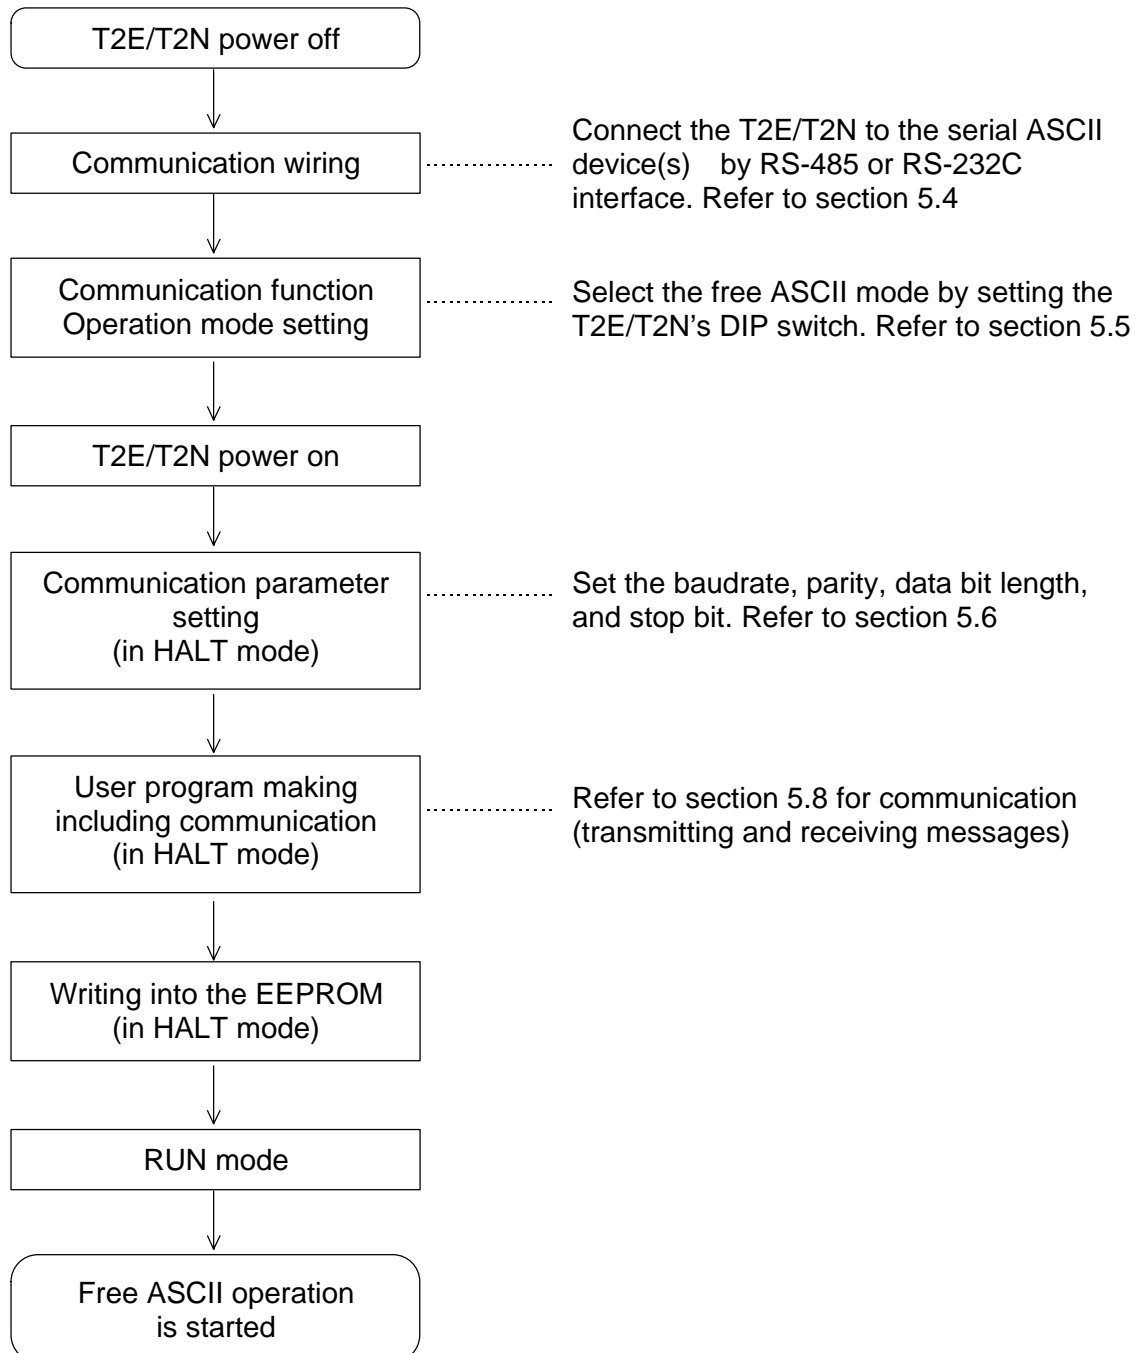 T2E/T2N power off
Communication wiring
Connect the T2E/T2N to the serial ASCII
device(s) by RS-485 or RS-232C
interface. Refer to section 5.4
Communication function
Operation mode setting
Select the free ASCII mode by setting the
T2E/T2N’s DIP switch. Refer to section 5.5
T2E/T2N power on
Communication parameter
setting
(in HALT mode)
Set the baudrate, parity, data bit length,
and stop bit. Refer to section 5.6
User program making
including communication
(in HALT mode)
Refer to section 5.8 for communication
(transmitting and receiving messages)
Writing into the EEPROM
(in HALT mode)
RUN mode
Free ASCII operation
is started